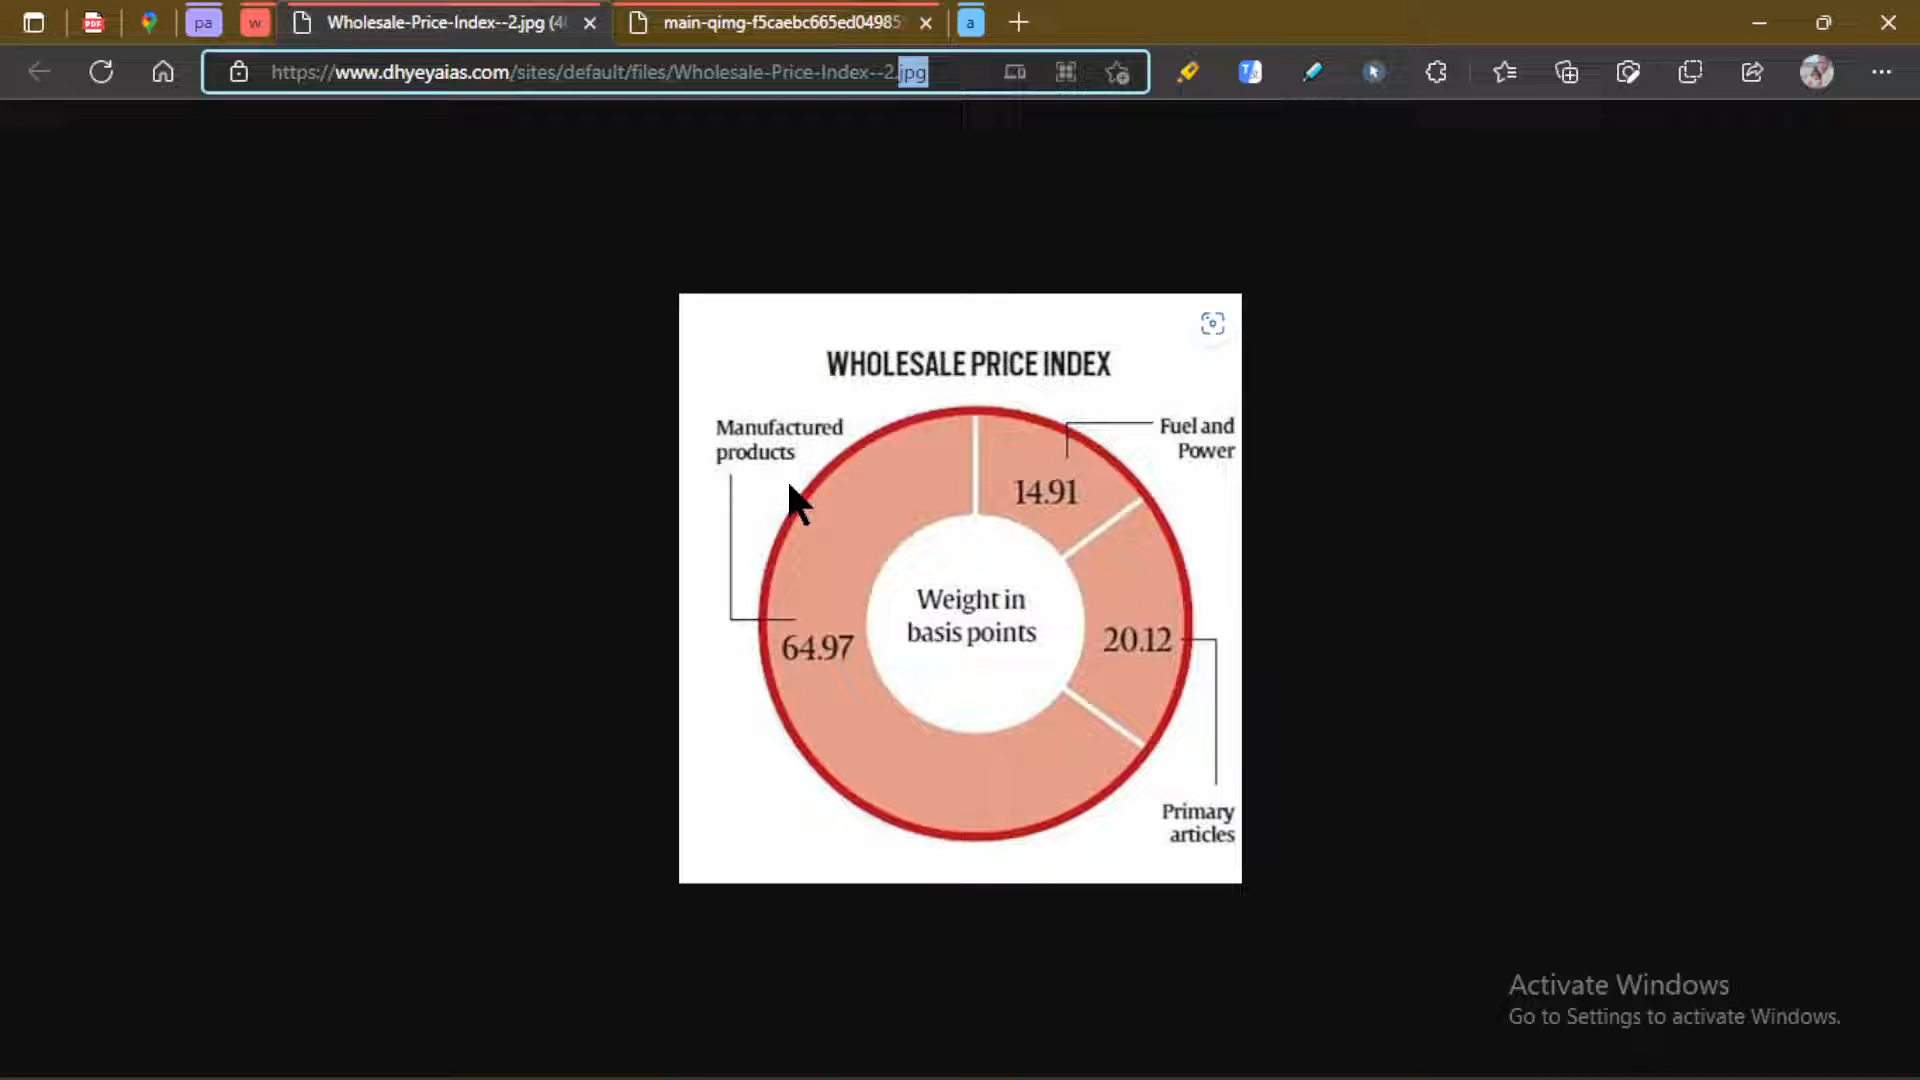 pa
w
Wholesale-Price-Index--2.jpg (4
main-qimg-f5caebc665ed04985
a
https://www.dhyeyaias.com/sites/default/files/Wholesale-Price-Index--2.jpg
WHOLESALE PRICE INDEX
Manufactured
products
Fuel and
Power
14.91
Weight in
basis points
64.97
20.12
Primary
articles
Activate Windows
Go to Settings to activate Windows.